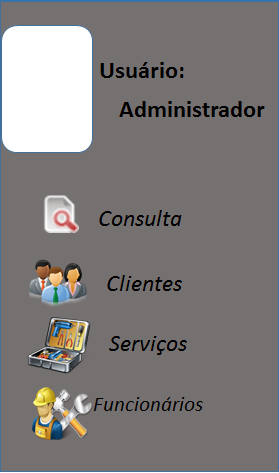 Usuário:
Administrador
Consulta
Clientes
Serviços
Funcionários